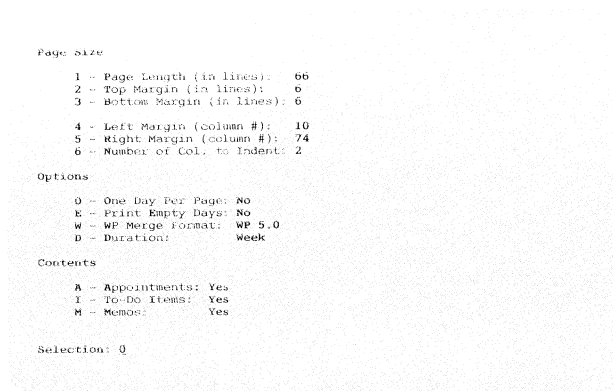 Page Size
1 - Page Length (in lines): 66
2 - Top Margin (in lines): 6
3 - Bottom Margin (in lines): 6
4 - Left Margin (column #): 10
5 - Right Margin (column #): 74
6 - Number of Col. to Indent: 2
Options
O - One Day Per Page: No
E - Print Empty Days: No
W - WP Merge Format: WP 5.0
D - Duration: Week
Contents
A - Appointments: Yes
I - To-Do Items: Yes
M - Memos: Yes
Selection: 0